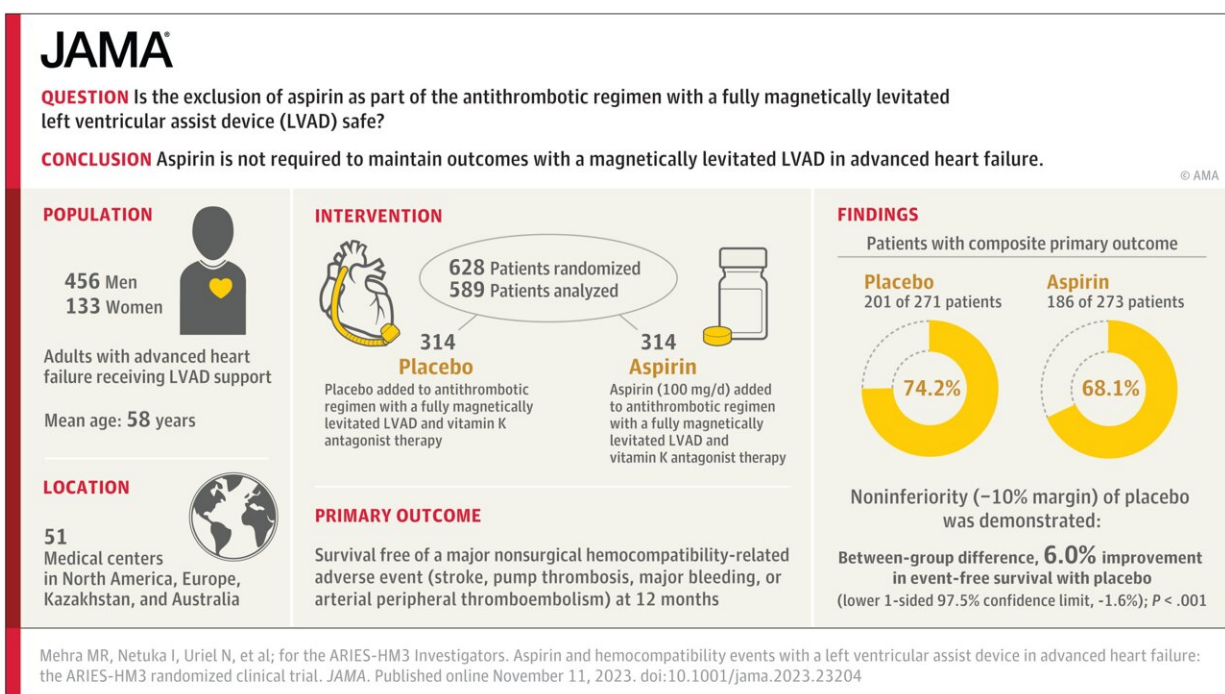 JAMA®
QUESTION Is the exclusion of aspirin as part of the antithrombotic regimen with a fully magnetically levitated
left ventricular assist device (LVAD) safe?
CONCLUSION Aspirin is not required to maintain outcomes with a magnetically levitated LVAD in advanced heart failure.
© AMA
POPULATION
456 Men
133 Women
Adults with advanced heart
failure receiving LVAD support
Mean age: 58 years
LOCATION
51
Medical centers
in North America, Europe,
Kazakhstan, and Australia
INTERVENTION
628 Patients randomized
589 Patients analyzed
314
Placebo
Placebo added to antithrombotic
regimen with a fully magnetically
levitated LVAD and vitamin K
antagonist therapy
314
Aspirin
Aspirin (100 mg/d) added
to antithrombotic regimen
with a fully magnetically
levitated LVAD and
vitamin K antagonist therapy
PRIMARY OUTCOME
Survival free of a major nonsurgical hemocompatibility-related
adverse event (stroke, pump thrombosis, major bleeding, or
arterial peripheral thromboembolism) at 12 months
FINDINGS
Patients with composite primary outcome
Placebo
201 of 271 patients
74.2%
Aspirin
186 of 273 patients
68.1%
Noninferiority (−10% margin) of placebo
was demonstrated:
Between-group difference, 6.0% improvement
in event-free survival with placebo
(lower 1-sided 97.5% confidence limit, -1.6%); P < .001
Mehra MR, Netuka I, Uriel N, et al; for the ARIES-HM3 Investigators. Aspirin and hemocompatibility events with a left ventricular assist device in advanced heart failure:
the ARIES-HM3 randomized clinical trial. JAMA. Published online November 11, 2023. doi:10.1001/jama.2023.23204